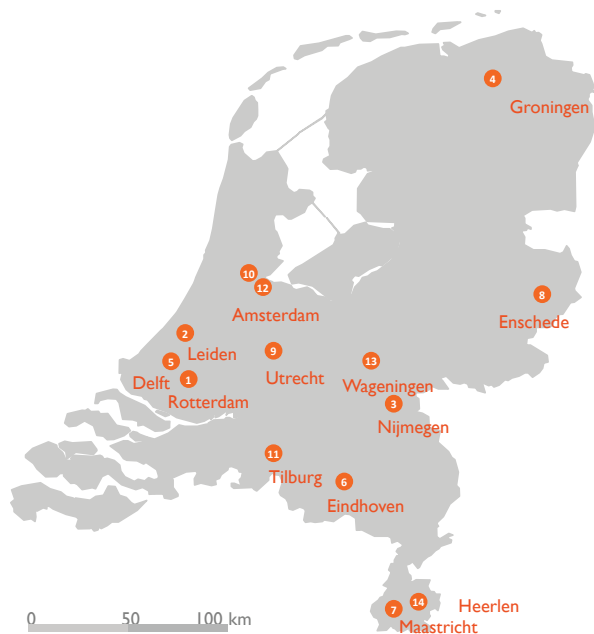 4
Groningen
10
12
Amsterdam
8
Enschede
2
Leiden
5
Delft
1
Rotterdam
9
Utrecht
13
Wageningen
3
Nijmegen
11
Tilburg
6
Eindhoven
14
Heerlen
7
Maastricht
0 50 100 km